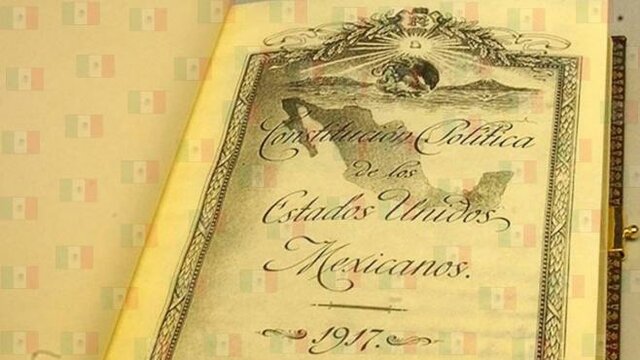 Constitución Política
de los
Estados Unidos
Mexicanos.
1917.